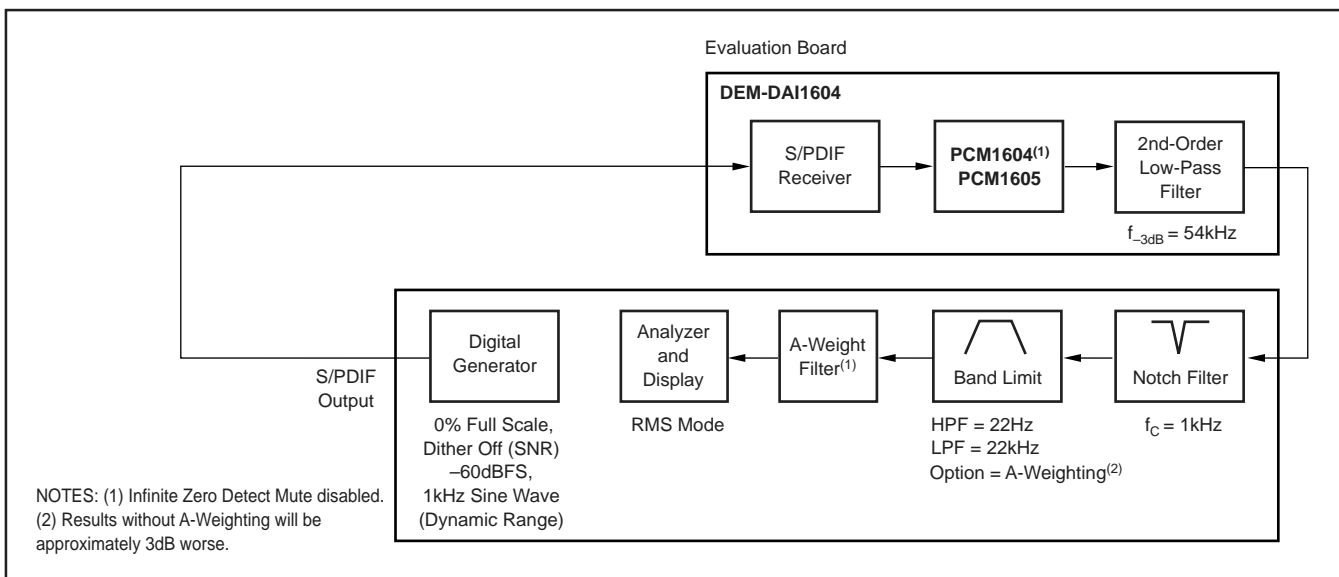 Evaluation Board
DEM-DAI1604
S/PDIF
Receiver
PCM1604(1)
PCM1605
2nd-Order
Low-Pass
Filter
f–3dB = 54kHz
S/PDIF
Output
Digital
Generator
0% Full Scale,
Dither Off (SNR)
–60dBFS,
1kHz Sine Wave
(Dynamic Range)
Analyzer
and
Display
RMS Mode
A-Weight
Filter(1)
Band Limit
HPF = 22Hz
LPF = 22kHz
Option = A-Weighting(2)
Notch Filter
fC = 1kHz
NOTES: (1) Infinite Zero Detect Mute disabled.
(2) Results without A-Weighting will be
approximately 3dB worse.